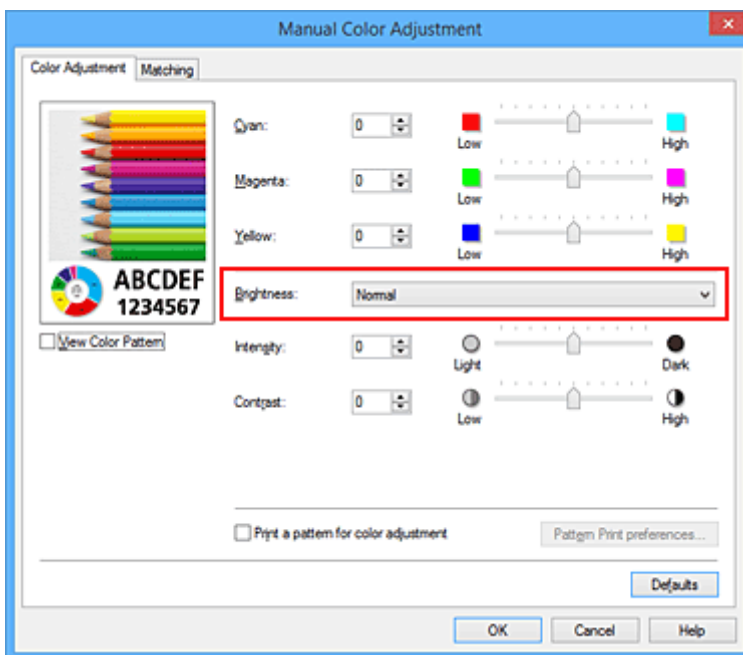 Manual Color Adjustment
Color Adjustment
Matching
ABCDEF
1234567
View Color Pattern
Cyan: 0
Low High
Magenta: 0
Low High
Yellow: 0
Low High
Brightness: Normal
Intensity: 0
Light Dark
Contrast: 0
Low High
Print a pattern for color adjustment
Pattern Print preferences...
Defaults
OK Cancel Help